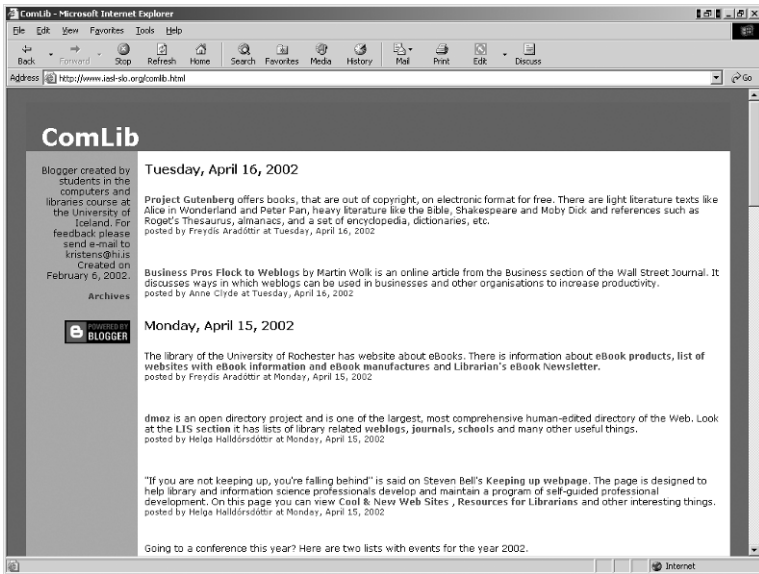 ComLib - Microsoft Internet Explorer
File Edit View Favorites Tools Help
Back Forward Stop Refresh Home Search Favorites Media History Mail Print Edit Discuss
Address http://www.iasl-slo.org/comlib.html Go
ComLib
Blogger created by
students in the
computers and
libraries course at
the University of
Iceland. For
feedback please
send e-mail to
kristens@hi.is
Created on
February 6, 2002.
Archives
POWERED BY
BLOGGER
Tuesday, April 16, 2002
Project Gutenberg offers books, that are out of copyright, on electronic format for free. There are light literature texts like
Alice in Wonderland and Peter Pan, heavy literature like the Bible, Shakespeare and Moby Dick and references such as
Roget's Thesaurus, almanacs, and a set of encyclopedia, dictionaries, etc.
posted by Freydís Aradóttir at Tuesday, April 16, 2002
Business Pros Flock to Weblogs by Martin Wolk is an online article from the Business section of the Wall Street Journal. It
discusses ways in which weblogs can be used in businesses and other organisations to increase productivity.
posted by Anne Clyde at Tuesday, April 16, 2002
Monday, April 15, 2002
The library of the University of Rochester has website about eBooks. There is information about eBook products, list of
websites with eBook information and eBook manufactures and Librarian's eBook Newsletter.
posted by Freydís Aradóttir at Monday, April 15, 2002
dmoz is an open directory project and is one of the largest, most comprehensive human-edited directory of the Web. Look
at the LIS section it has lists of library related weblogs, journals, schools and many other useful things.
posted by Helga Halldórsdóttir at Monday, April 15, 2002
"If you are not keeping up, you're falling behind" is said on Steven Bell's Keeping up webpage. The page is designed to
help library and information science professionals develop and maintain a program of self-guided professional
development. On this page you can view Cool & New Web Sites , Resources for Librarians and other interesting things.
posted by Helga Halldórsdóttir at Monday, April 15, 2002
Going to a conference this year? Here are two lists with events for the year 2002.
Internet